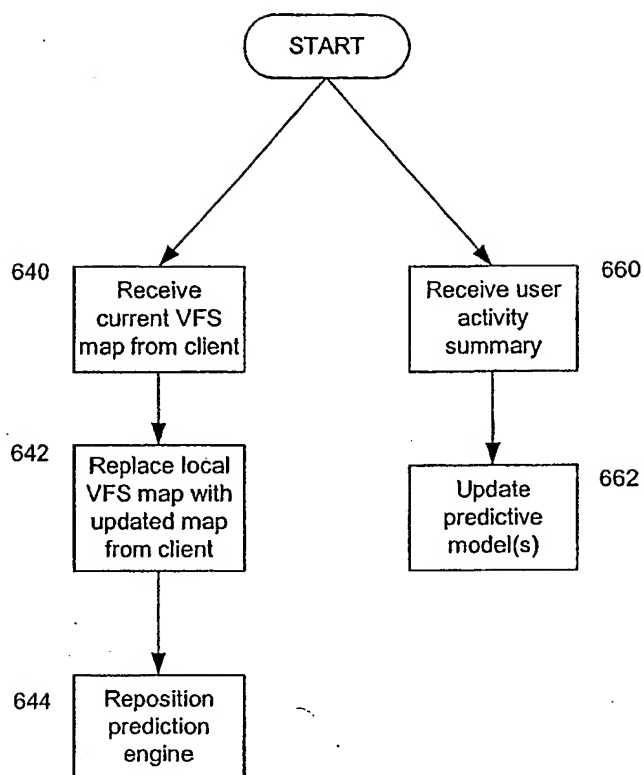 START
640
Receive
current VFS
map from client
660
Receive user
activity
summary
642
Replace local
VFS map with
updated map
from client
662
Update
predictive
model(s)
644
Reposition
prediction
engine